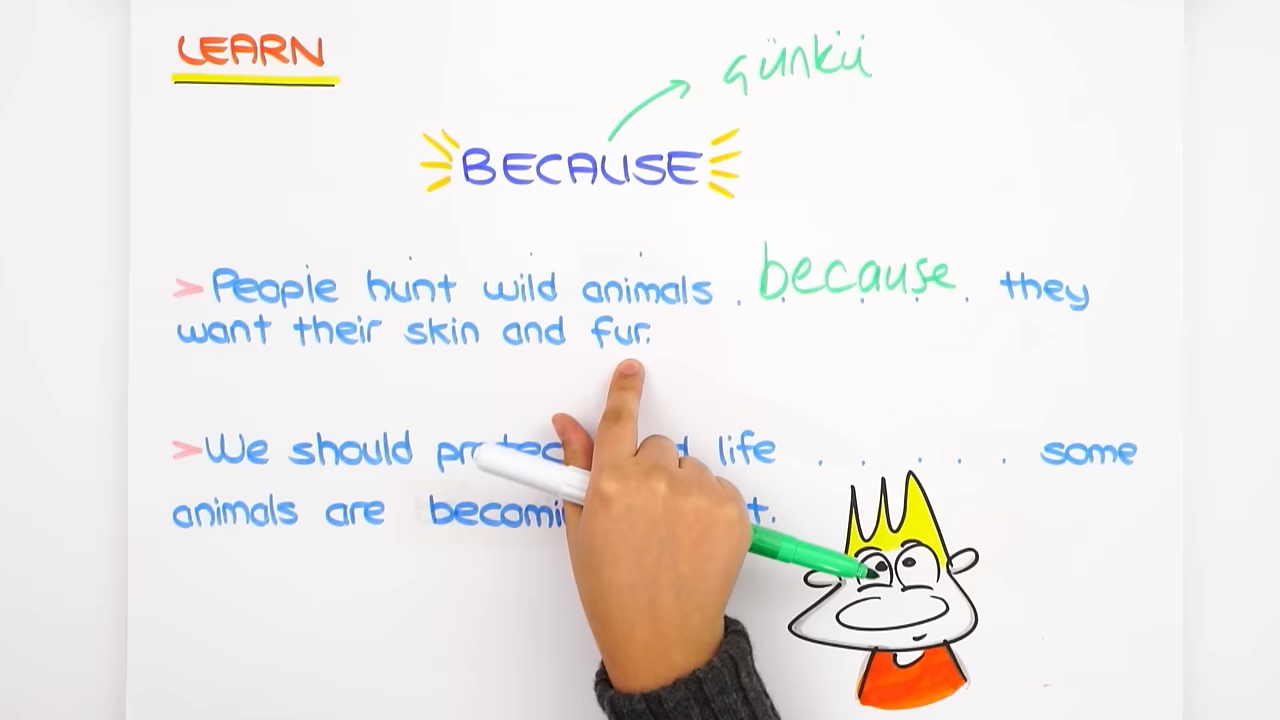 LEARN
günkü
BECAUSE
>People hunt wild animals . because . they
want their skin and fur.
>We should life . . . . . some
animals are